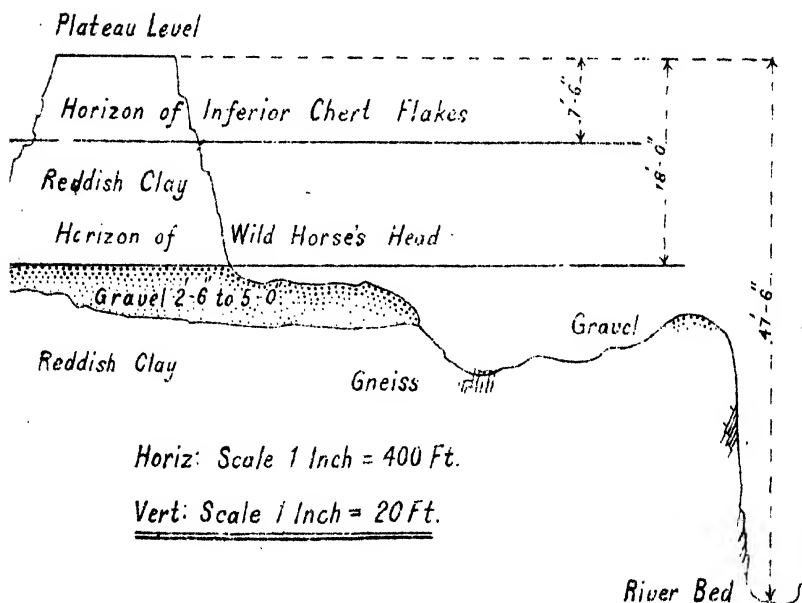 Plateau Level
Horizon of Inferior Chert Flakes
7'-6"
18'-0"
Reddish Clay
Horizon of Wild Horse's Head
47'-6"
Gravel 2'-6" to 5'-0"
Gravel
Reddish Clay
Gneiss
Horiz: Scale 1 Inch = 400 Ft.
Vert: Scale 1 Inch = 20 Ft.
River Bed